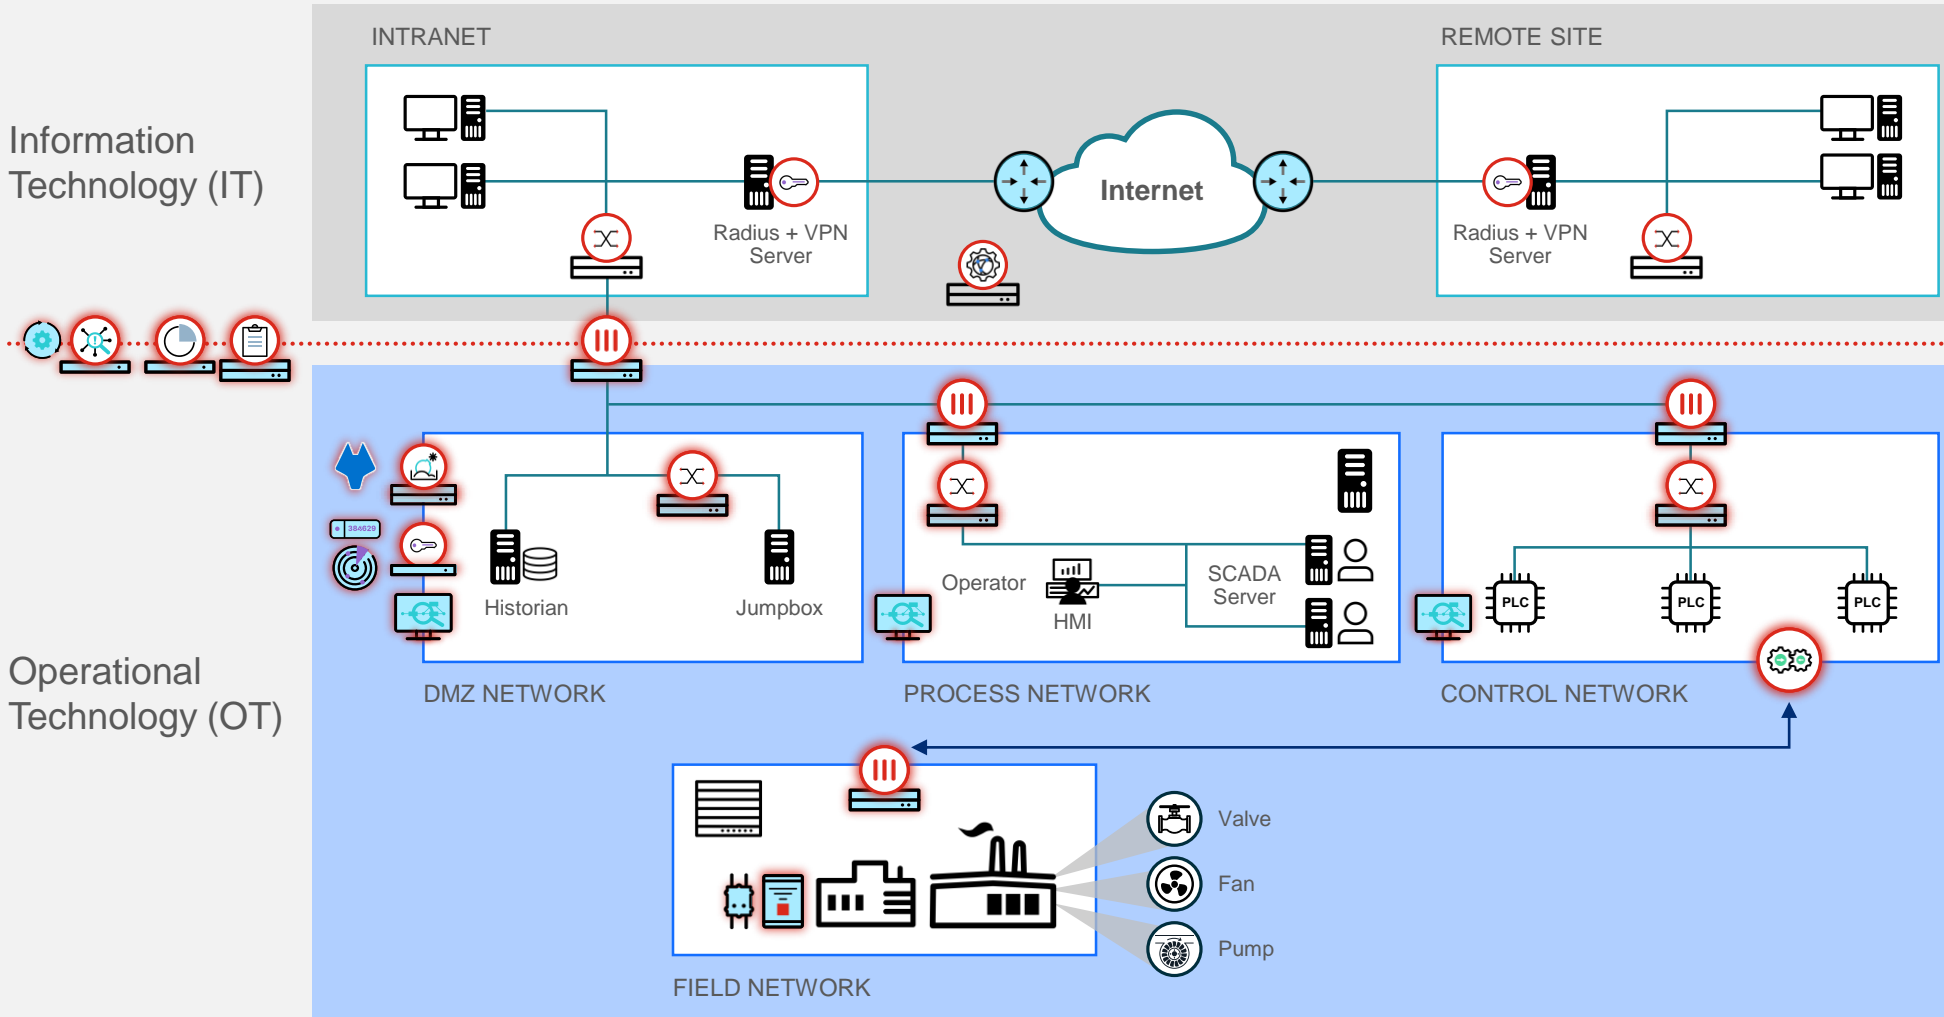 INTRANET
REMOTE SITE
Information
Technology (IT)
Internet
Radius + VPN
Server
Radius + VPN
Server
384629
Historian
Jumpbox
Operator
HMI
SCADA
Server
PLC
PLC
PLC
Operational
Technology (OT)
DMZ NETWORK
PROCESS NETWORK
CONTROL NETWORK
Valve
Fan
Pump
FIELD NETWORK